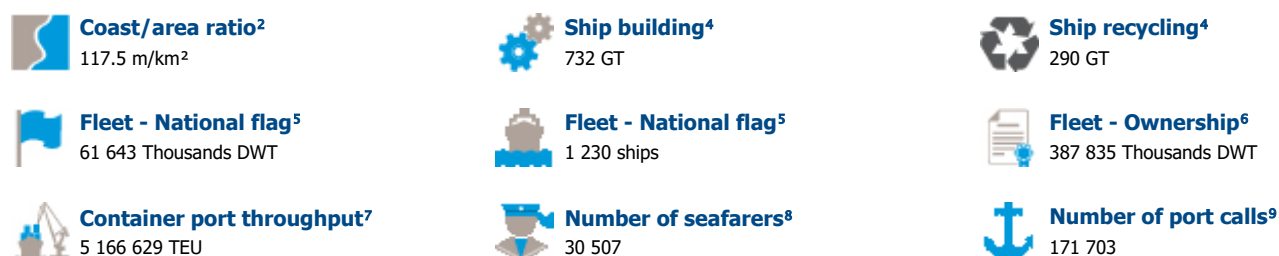 Coast/area ratio²
117.5 m/km²
Ship building⁴
732 GT
Ship recycling⁴
290 GT
Fleet - National flag⁵
61 643 Thousands DWT
Fleet - National flag⁵
1 230 ships
Fleet - Ownership⁶
387 835 Thousands DWT
Container port throughput⁷
5 166 629 TEU
Number of seafarers⁸
30 507
Number of port calls⁹
171 703